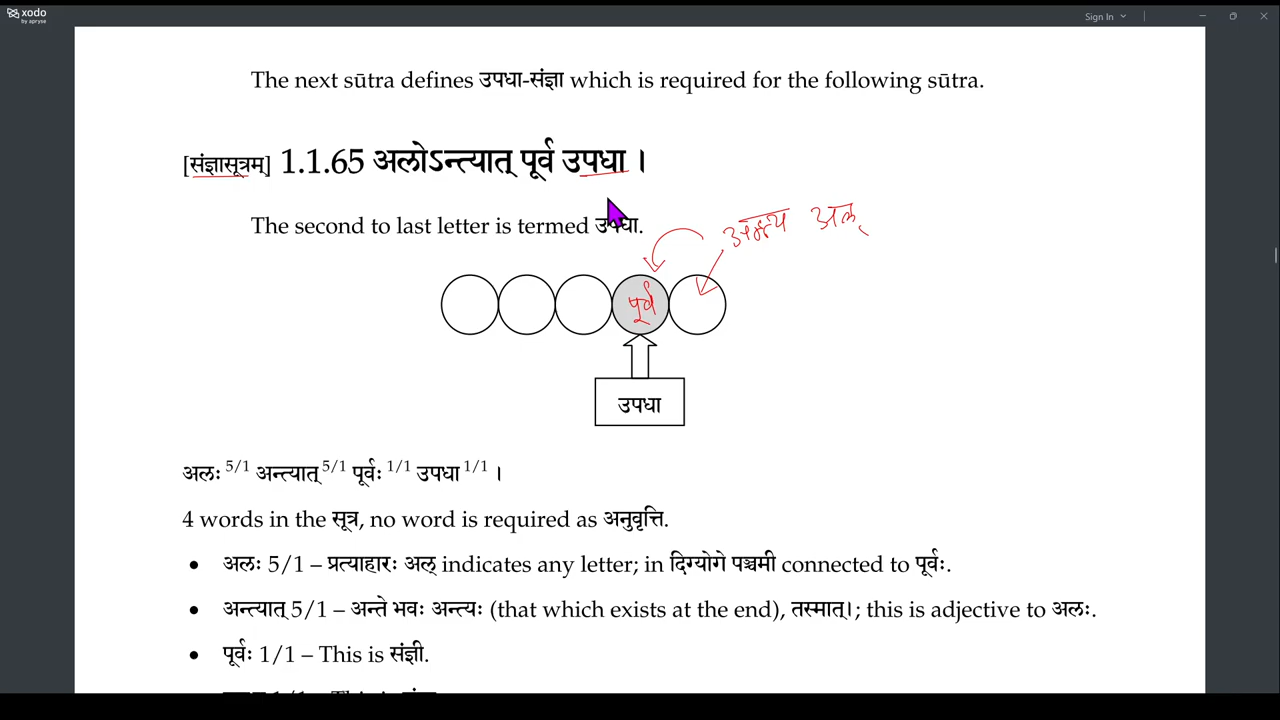 xodo
by apryse
Sign In
The next sūtra defines उपधा-संज्ञा which is required for the following sūtra.
[संज्ञासूत्रम्] 1.1.65 अलोऽन्त्यात् पूर्व उपधा ।
The second to last letter is termed उपधा.
अन्त्य अल्
पूर्व
उपधा
अलः 5/1 अन्त्यात् 5/1 पूर्वः 1/1 उपधा 1/1 ।
4 words in the सूत्र, no word is required as अनुवृत्ति.
• अलः 5/1 – प्रत्याहारः अल् indicates any letter; in दिग्योगे पञ्चमी connected to पूर्वः.
• अन्त्यात् 5/1 – अन्ते भवः अन्त्यः (that which exists at the end), तस्मात्।; this is adjective to अलः.
• पूर्वः 1/1 – This is संज्ञी.